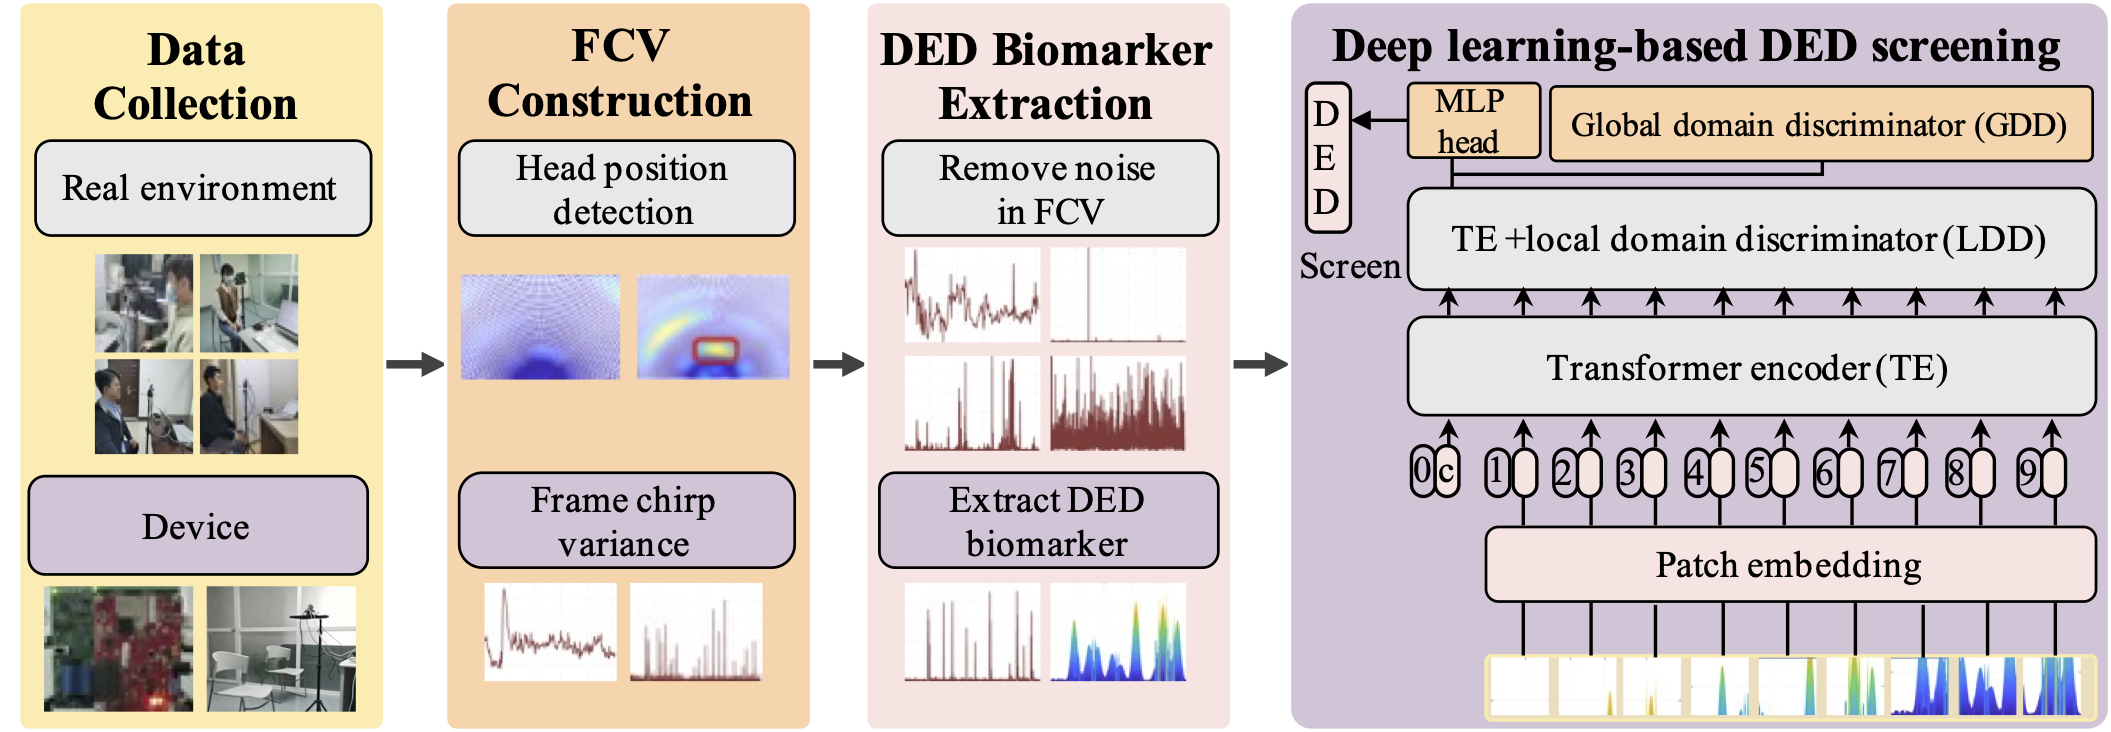 Data
Collection
Real environment
Device
FCV
Construction
Head position
detection
Frame chirp
variance
DED Biomarker
Extraction
Remove noise
in FCV
Extract DED
biomarker
Deep learning-based DED screening
D
E
D
Screen
MLP
head
Global domain discriminator (GDD)
TE +local domain discriminator(LDD)
Transformer encoder(TE)
0 c 1 2 3 4 5 6 7 8 9
Patch embedding